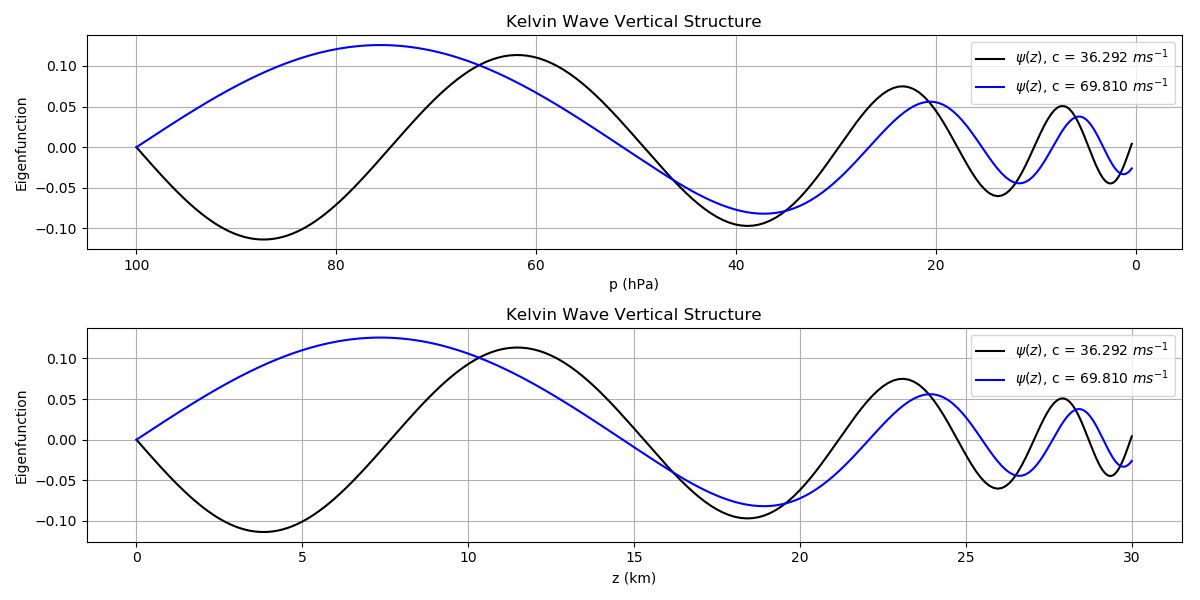 Kelvin Wave Vertical Structure
Eigenfunction
0.10
0.05
0.00
−0.05
−0.10
ψ(z), c = 36.292 ms⁻¹
ψ(z), c = 69.810 ms⁻¹
100 80 60 40 20 0
p (hPa)
Kelvin Wave Vertical Structure
Eigenfunction
0.10
0.05
0.00
−0.05
−0.10
ψ(z), c = 36.292 ms⁻¹
ψ(z), c = 69.810 ms⁻¹
0 5 10 15 20 25 30
z (km)